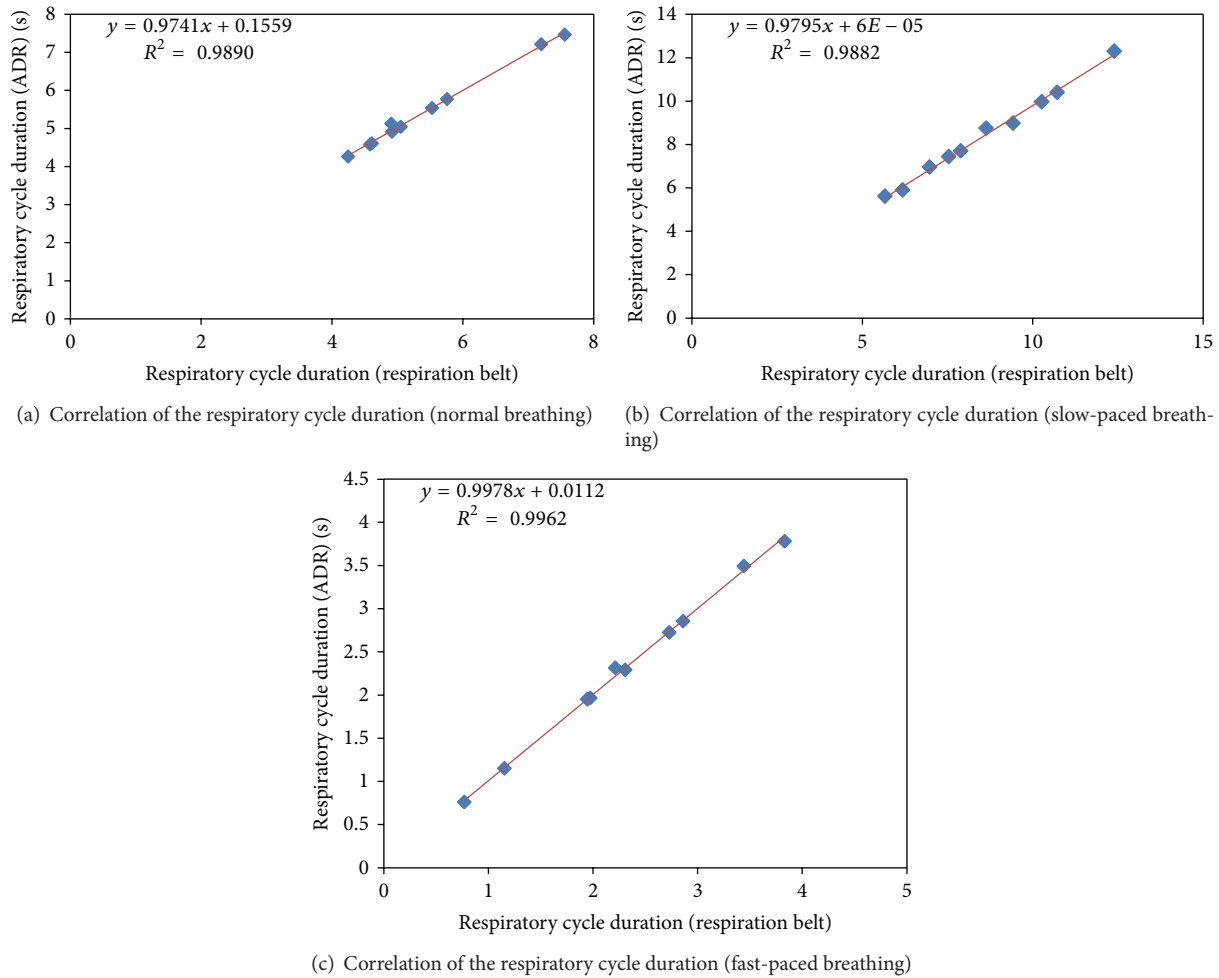 y = 0.9741x + 0.1559
R² = 0.9890
8
7
6
5
4
3
2
1
0
Respiratory cycle duration (ADR) (s)
0 2 4 6 8
Respiratory cycle duration (respiration belt)
(a) Correlation of the respiratory cycle duration (normal breathing)
y = 0.9795x + 6E − 05
R² = 0.9882
14
12
10
8
6
4
2
0
Respiratory cycle duration (ADR) (s)
0 5 10 15
Respiratory cycle duration (respiration belt)
(b) Correlation of the respiratory cycle duration (slow-paced breath-
ing)
y = 0.9978x + 0.0112
R² = 0.9962
4.5
4
3.5
3
2.5
2
1.5
1
0.5
0
Respiratory cycle duration (ADR) (s)
0 1 2 3 4 5
Respiratory cycle duration (respiration belt)
(c) Correlation of the respiratory cycle duration (fast-paced breathing)